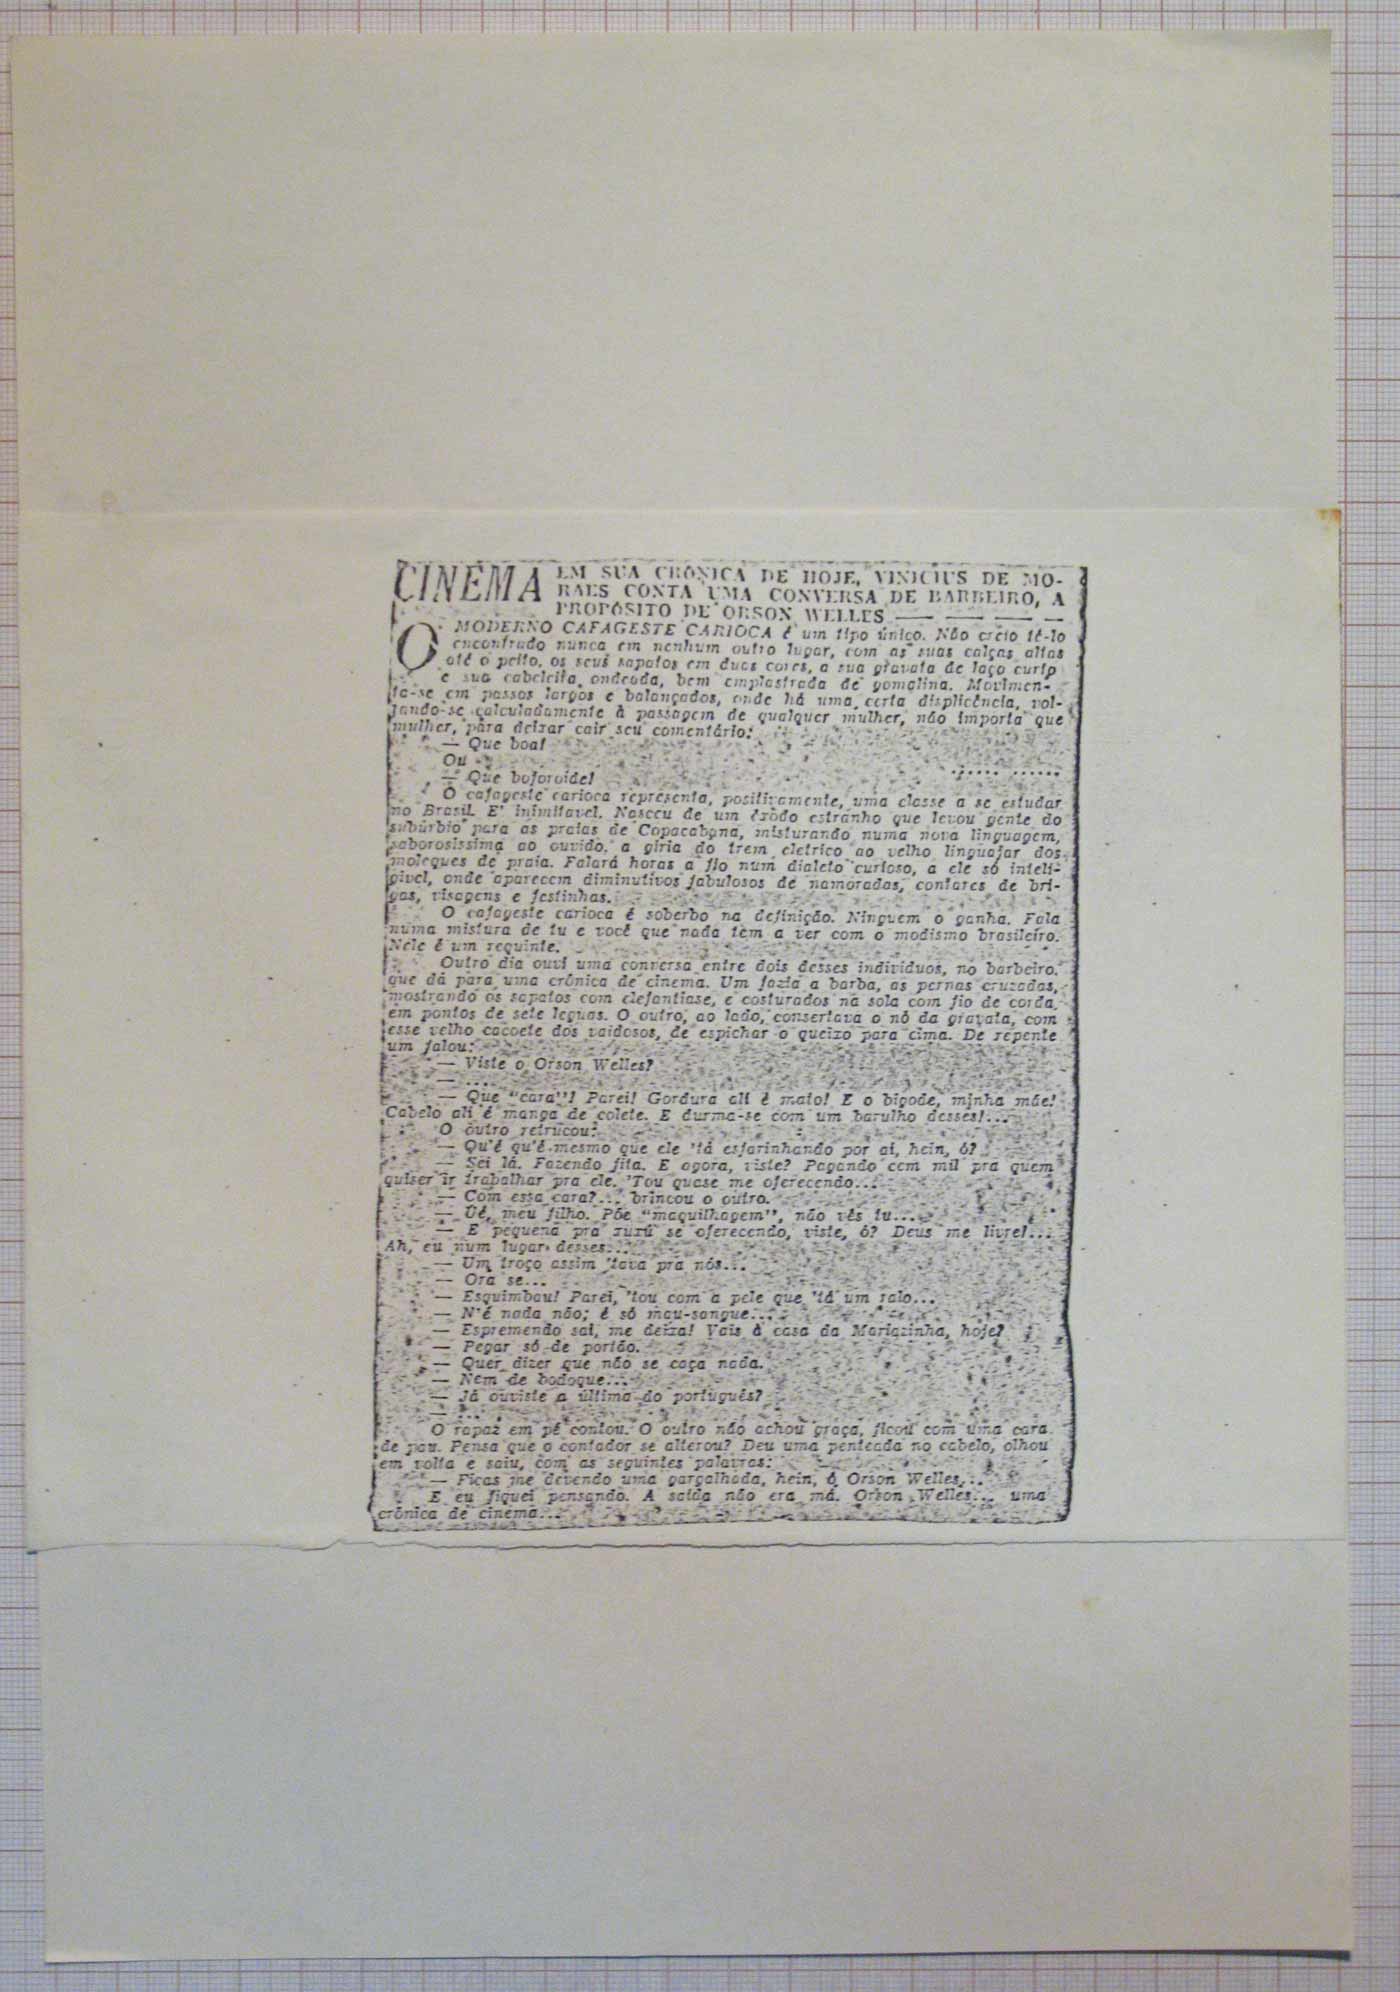 CINEMA EM SUA CRÔNICA DE HOJE, VINICIUS DE MO-
RAES CONTA UMA CONVERSA DE BARBEIRO, A
PROPÓSITO DE ORSON WELLES — — — — —
O MODERNO CAFAGESTE CARIOCA é um tipo único. Não creio tê-lo
encontrado nunca em nenhum outro lugar, com as suas calças altas
até o peito, os seus sapatos em duas cores, a sua gravata de laço curto
e sua cabeleita ondeada, bem emplastrada de gomalina. Movimen-
ta-se em passos largos e balançados, onde há uma certa displicência, vol-
tando-se calculadamente à passagem de qualquer mulher, não importa que
mulher, para deixar cair seu comentário:
— Que boa!
Ou
— Que boforoide!
O cafageste carioca representa, positivamente, uma classe a se estudar
no Brasil. E' inimitavel. Nasceu de um êxodo estranho que levou gente do
subúrbio para as praias de Copacabana, misturando numa nova linguagem,
saborosissima ao ouvido, a giria do trem eletrico ao velho linguajar dos
moleques de praia. Falará horas a fio num dialeto curioso, a ele só inteli-
givel, onde aparecem diminutivos fabulosos de namoradas, contares de bri-
gas, visagens e festinhas.
O cafageste carioca é soberbo na definição. Ninguem o ganha. Fala
numa mistura de tu e você que nada tem a ver com o modismo brasileiro.
Nele é um requinte.
Outro dia ouvi uma conversa entre dois desses individuos, no barbeiro,
que dá para uma crônica de cinema. Um fazia a barba, as pernas cruzadas,
mostrando os sapatos com elefantiase, e costurados na sola com fio de corda,
em pontos de sete leguas. O outro, ao lado, consertava o nó da gravata, com
esse velho cacoete dos vaidosos, de espichar o queixo para cima. De repente
um falou:
— Viste o Orson Welles?
— ...
— Que "cara"! Parei! Gordura ali é mato! E o bigode, minha mãe!
Cabelo ali é manga de colete. E durma-se com um barulho desses!...
O outro retrucou:
— Qu'é qu'é mesmo que ele 'tá esfarinhando por aí, hein, ó?
— Sei lá. Fazendo fita. E agora, viste? Pagando cem mil pra quem
quiser ir trabalhar pra ele. 'Tou quase me oferecendo...
— Com essa cara?... brincou o outro.
— Ué, meu filho. Põe "maquilhagem", não vês tu...
— E pequena pra xuxú se oferecendo, viste, ó? Deus me livre!...
Ah, eu num lugar desses...
— Um troço assim 'tava pra nós...
— Ora se...
— Esquimbau! Parei, 'tou com a pele que 'tá um ralo...
— N'é nada não; é só mau-sangue...
— Espremendo sai, me deixa! Vais à casa da Mariazinha, hoje?
— Pegar só de portão.
— Quer dizer que não se caça nada.
— Nem de bodoque...
— Já ouviste a última do português?
— ...
O rapaz em pé contou. O outro não achou graça, ficou com uma cara
de pau. Pensa que o contador se alterou? Deu uma penteada no cabelo, olhou
em volta e saiu, com as seguintes palavras:
— Ficas me devendo uma gargalhada, hein, ó Orson Welles...
E eu fiquei pensando. A saída não era má. Orson Welles... uma
crônica de cinema...